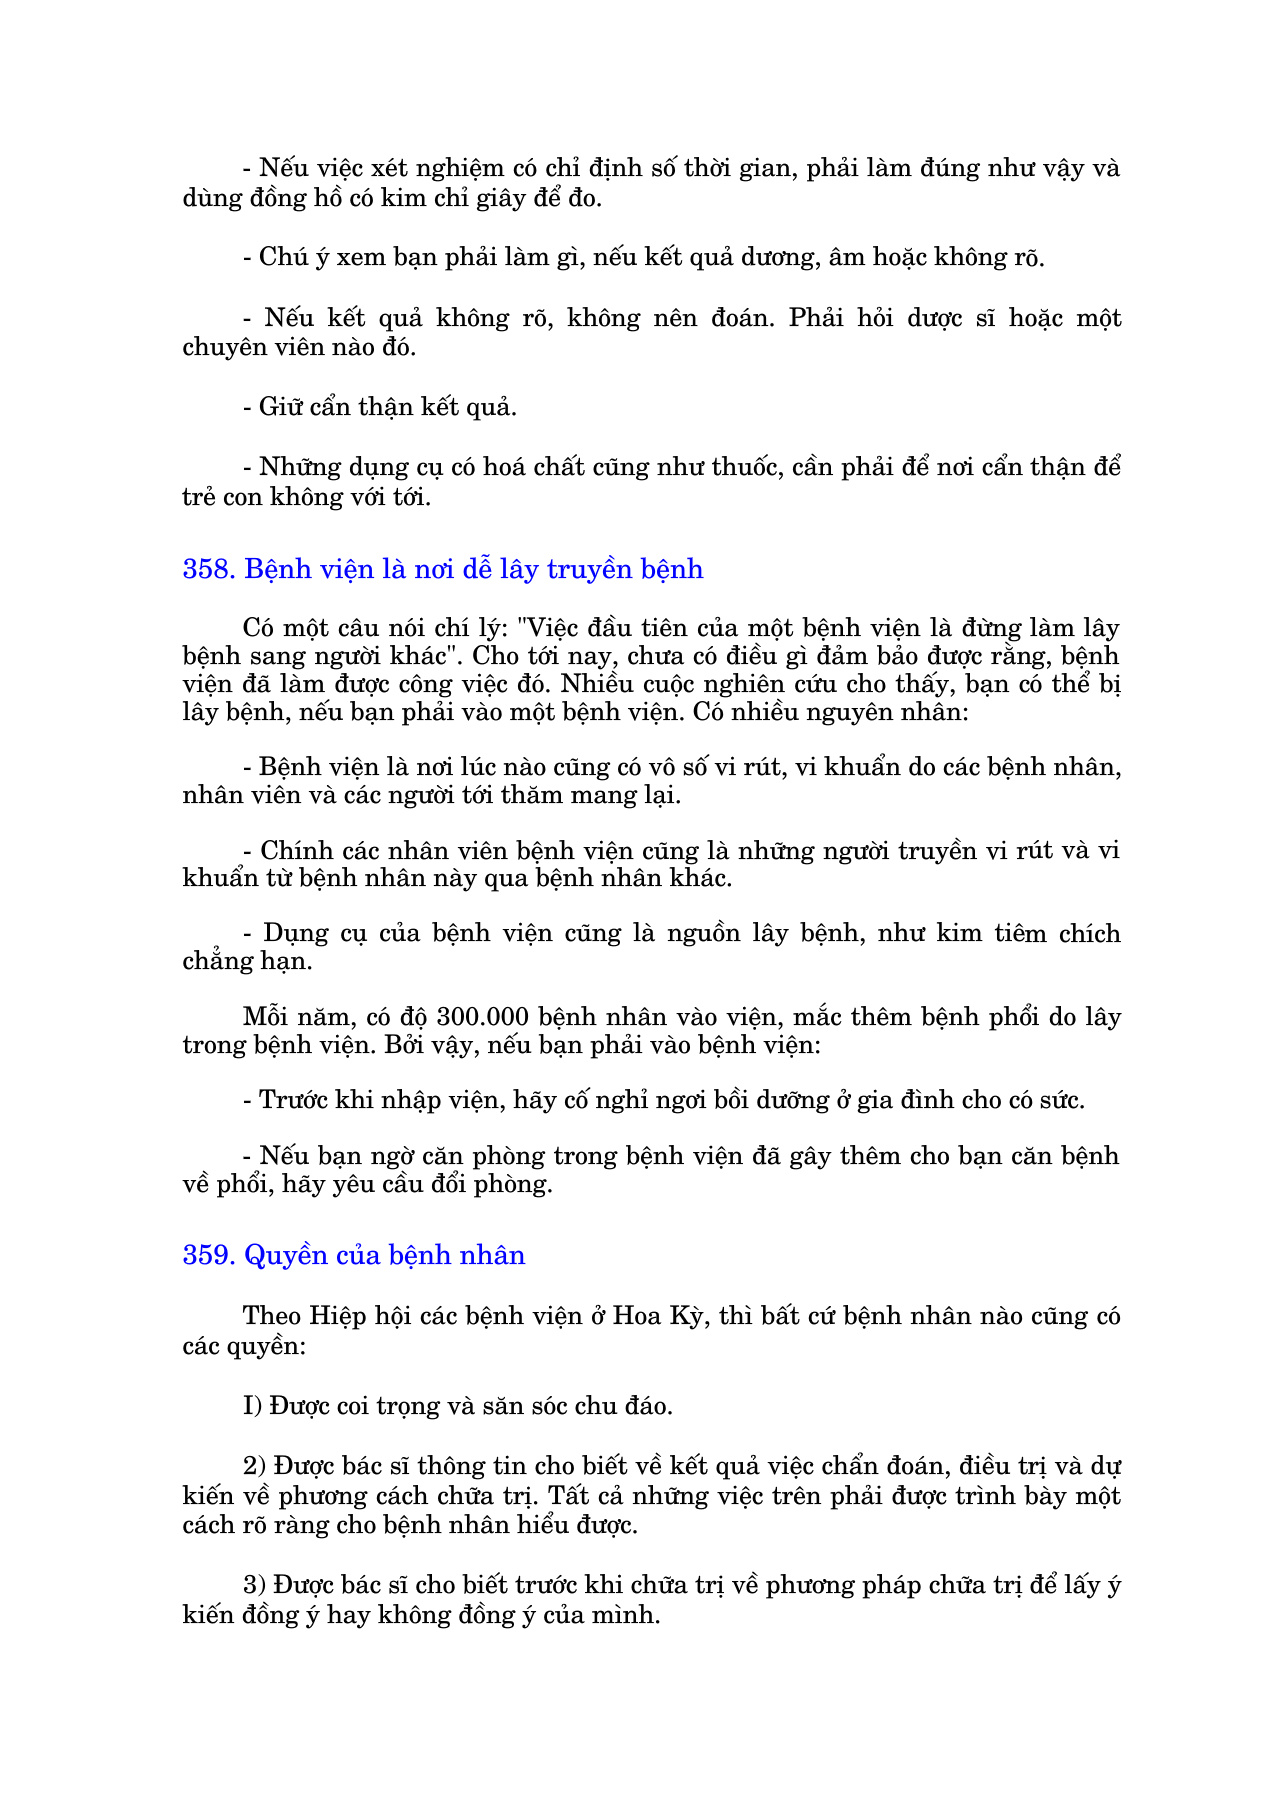 - Nếu việc xét nghiệm có chỉ định số thời gian, phải làm đúng như vậy và
dùng đồng hồ có kim chỉ giây để đo.
- Chú ý xem bạn phải làm gì, nếu kết quả dương, âm hoặc không rõ.
- Nếu kết quả không rõ, không nên đoán. Phải hỏi dược sĩ hoặc một
chuyên viên nào đó.
- Giữ cẩn thận kết quả.
- Những dụng cụ có hoá chất cũng như thuốc, cần phải để nơi cẩn thận để
trẻ con không với tới.
358. Bệnh viện là nơi dễ lây truyền bệnh
Có một câu nói chí lý: "Việc đầu tiên của một bệnh viện là đừng làm lây
bệnh sang người khác". Cho tới nay, chưa có điều gì đảm bảo được rằng, bệnh
viện đã làm được công việc đó. Nhiều cuộc nghiên cứu cho thấy, bạn có thể bị
lây bệnh, nếu bạn phải vào một bệnh viện. Có nhiều nguyên nhân:
- Bệnh viện là nơi lúc nào cũng có vô số vi rút, vi khuẩn do các bệnh nhân,
nhân viên và các người tới thăm mang lại.
- Chính các nhân viên bệnh viện cũng là những người truyền vi rút và vi
khuẩn từ bệnh nhân này qua bệnh nhân khác.
- Dụng cụ của bệnh viện cũng là nguồn lây bệnh, như kim tiêm chích
chẳng hạn.
Mỗi năm, có độ 300.000 bệnh nhân vào viện, mắc thêm bệnh phổi do lây
trong bệnh viện. Bởi vậy, nếu bạn phải vào bệnh viện:
- Trước khi nhập viện, hãy cố nghỉ ngơi bồi dưỡng ở gia đình cho có sức.
- Nếu bạn ngờ căn phòng trong bệnh viện đã gây thêm cho bạn căn bệnh
về phổi, hãy yêu cầu đổi phòng.
359. Quyền của bệnh nhân
Theo Hiệp hội các bệnh viện ở Hoa Kỳ, thì bất cứ bệnh nhân nào cũng có
các quyền:
I) Được coi trọng và săn sóc chu đáo.
2) Được bác sĩ thông tin cho biết về kết quả việc chẩn đoán, điều trị và dự
kiến về phương cách chữa trị. Tất cả những việc trên phải được trình bày một
cách rõ ràng cho bệnh nhân hiểu được.
3) Được bác sĩ cho biết trước khi chữa trị về phương pháp chữa trị để lấy ý
kiến đồng ý hay không đồng ý của mình.